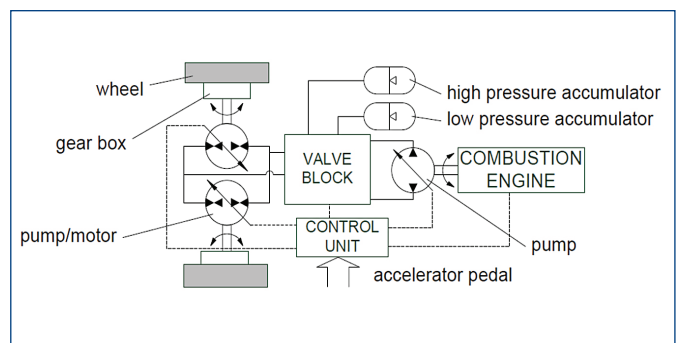 wheel
gear box
pump/motor
high pressure accumulator
low pressure accumulator
VALVE
BLOCK
COMBUSTION
ENGINE
CONTROL
UNIT
pump
accelerator pedal